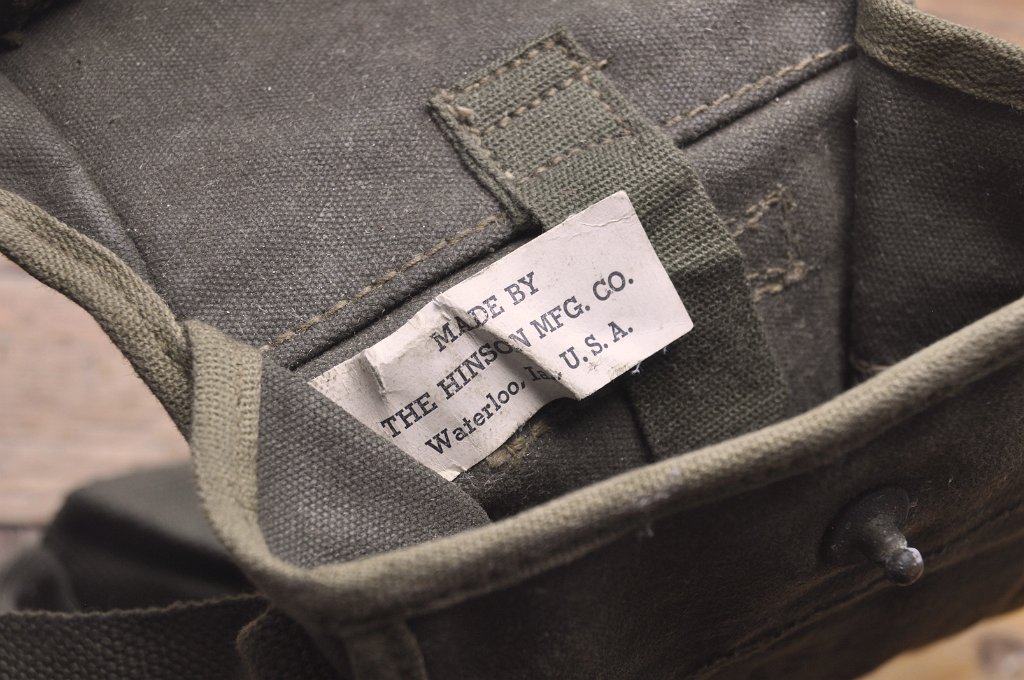 MADE BY
THE HINSON MFG. CO.
Waterloo, Ia., U. S. A.